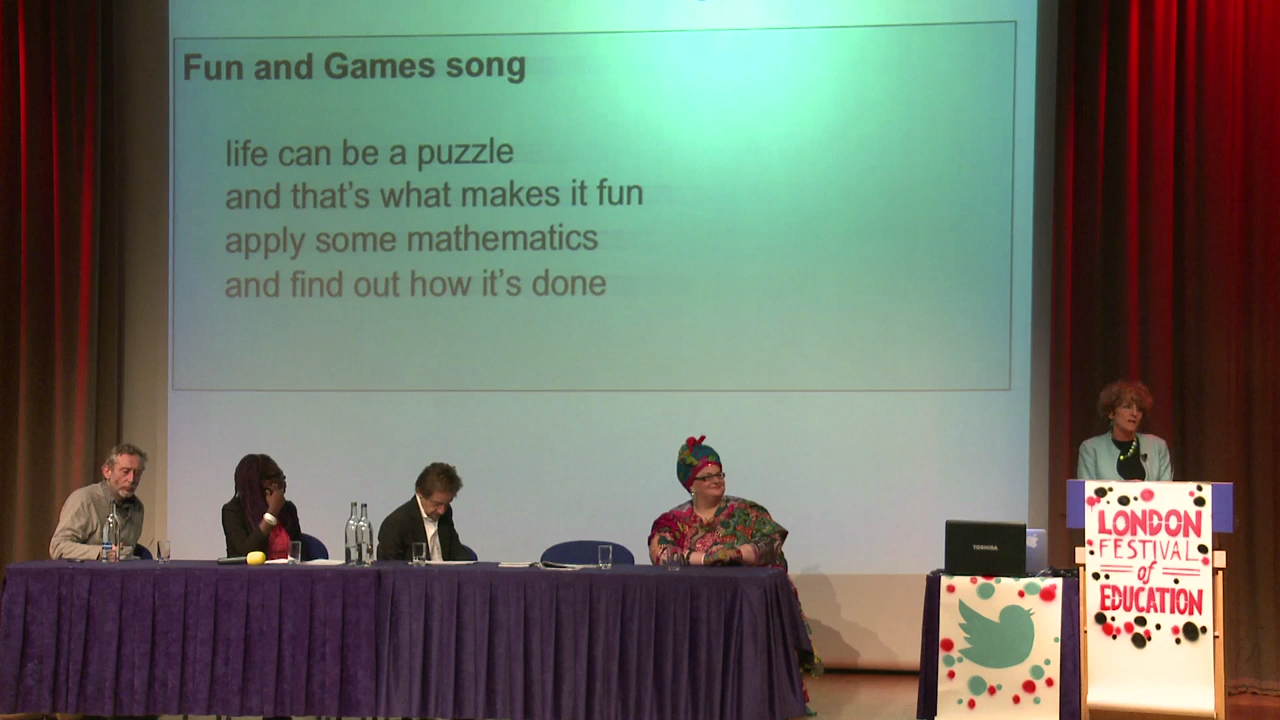 Fun and Games song
life can be a puzzle
and that's what makes it fun
apply some mathematics
and find out how it's done
TOSHIBA
LONDON
FESTIVAL
of
EDUCATION